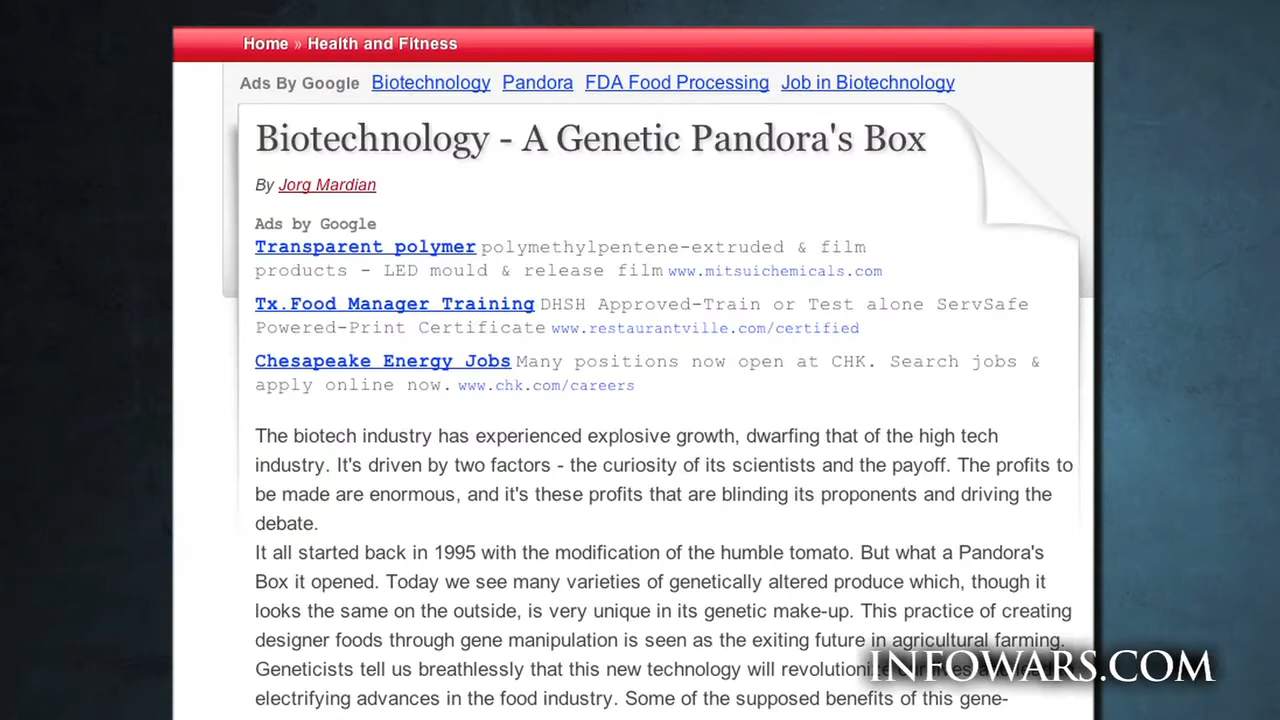 Home » Health and Fitness
Ads By Google Biotechnology Pandora FDA Food Processing Job in Biotechnology
Biotechnology - A Genetic Pandora's Box
By Jorg Mardian
Ads by Google
Transparent polymer polymethylpentene-extruded & film
products - LED mould & release film www.mitsuichemicals.com
Tx.Food Manager Training DHSH Approved-Train or Test alone ServSafe
Powered-Print Certificate www.restaurantville.com/certified
Chesapeake Energy Jobs Many positions now open at CHK. Search jobs &
apply online now. www.chk.com/careers
The biotech industry has experienced explosive growth, dwarfing that of the high tech
industry. It's driven by two factors - the curiosity of its scientists and the payoff. The profits to
be made are enormous, and it's these profits that are blinding its proponents and driving the
debate.
It all started back in 1995 with the modification of the humble tomato. But what a Pandora's
Box it opened. Today we see many varieties of genetically altered produce which, though it
looks the same on the outside, is very unique in its genetic make-up. This practice of creating
designer foods through gene manipulation is seen as the exiting future in agricultural farming.
Geneticists tell us breathlessly that this new technology will
electrifying advances in the food industry. Some of the supposed benefits of this gene-
INFOWARS.COM